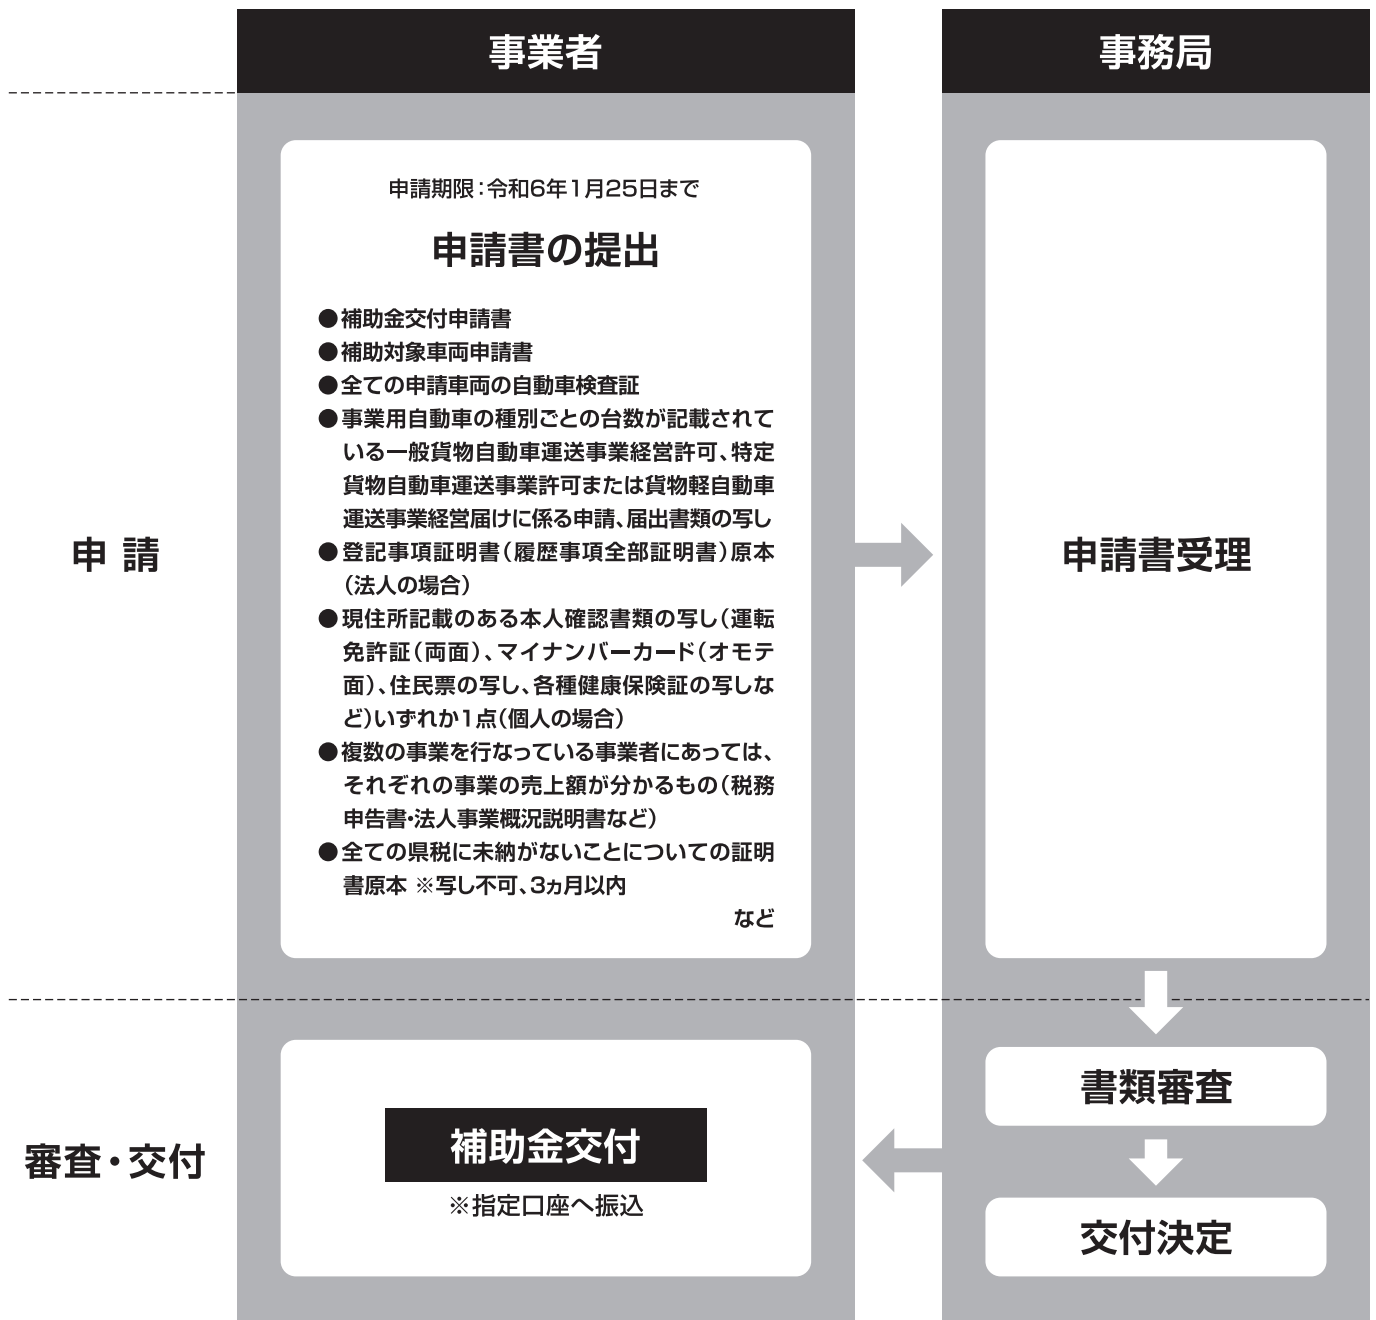 事業者
事務局
申請
申請期限：令和6年1月25日まで
申請書の提出
●補助金交付申請書
●補助対象車両申請書
●全ての申請車両の自動車検査証
●事業用自動車の種別ごとの台数が記載されて
いる一般貨物自動車運送事業経営許可、特定
貨物自動車運送事業許可または貨物軽自動車
運送事業経営届けに係る申請、届出書類の写し
●登記事項証明書（履歴事項全部証明書）原本
（法人の場合）
●現住所記載のある本人確認書類の写し（運転
免許証（両面）、マイナンバーカード（オモテ
面）、住民票の写し、各種健康保険証の写しな
ど）いずれか1点（個人の場合）
●複数の事業を行なっている事業者にあっては、
それぞれの事業の売上額が分かるもの（税務
申告書・法人事業概況説明書など）
●全ての県税に未納がないことについての証明
書原本 ※写し不可、3ヵ月以内
など
申請書受理
審査・交付
書類審査
交付決定
補助金交付
※指定口座へ振込